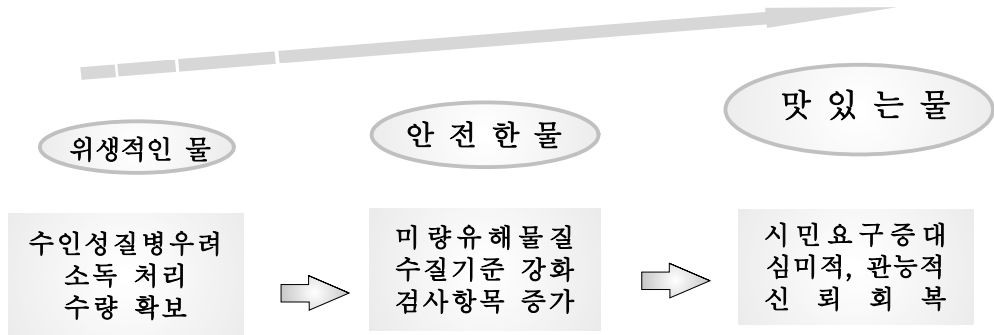 위생적인 물
안 전 한 물
맛 있 는 물
수인성질병우려
소독 처리
수량 확보
미량유해물질
수질기준 강화
검사항목 증가
시민요구증대
심미적, 관능적
신 뢰 회 복